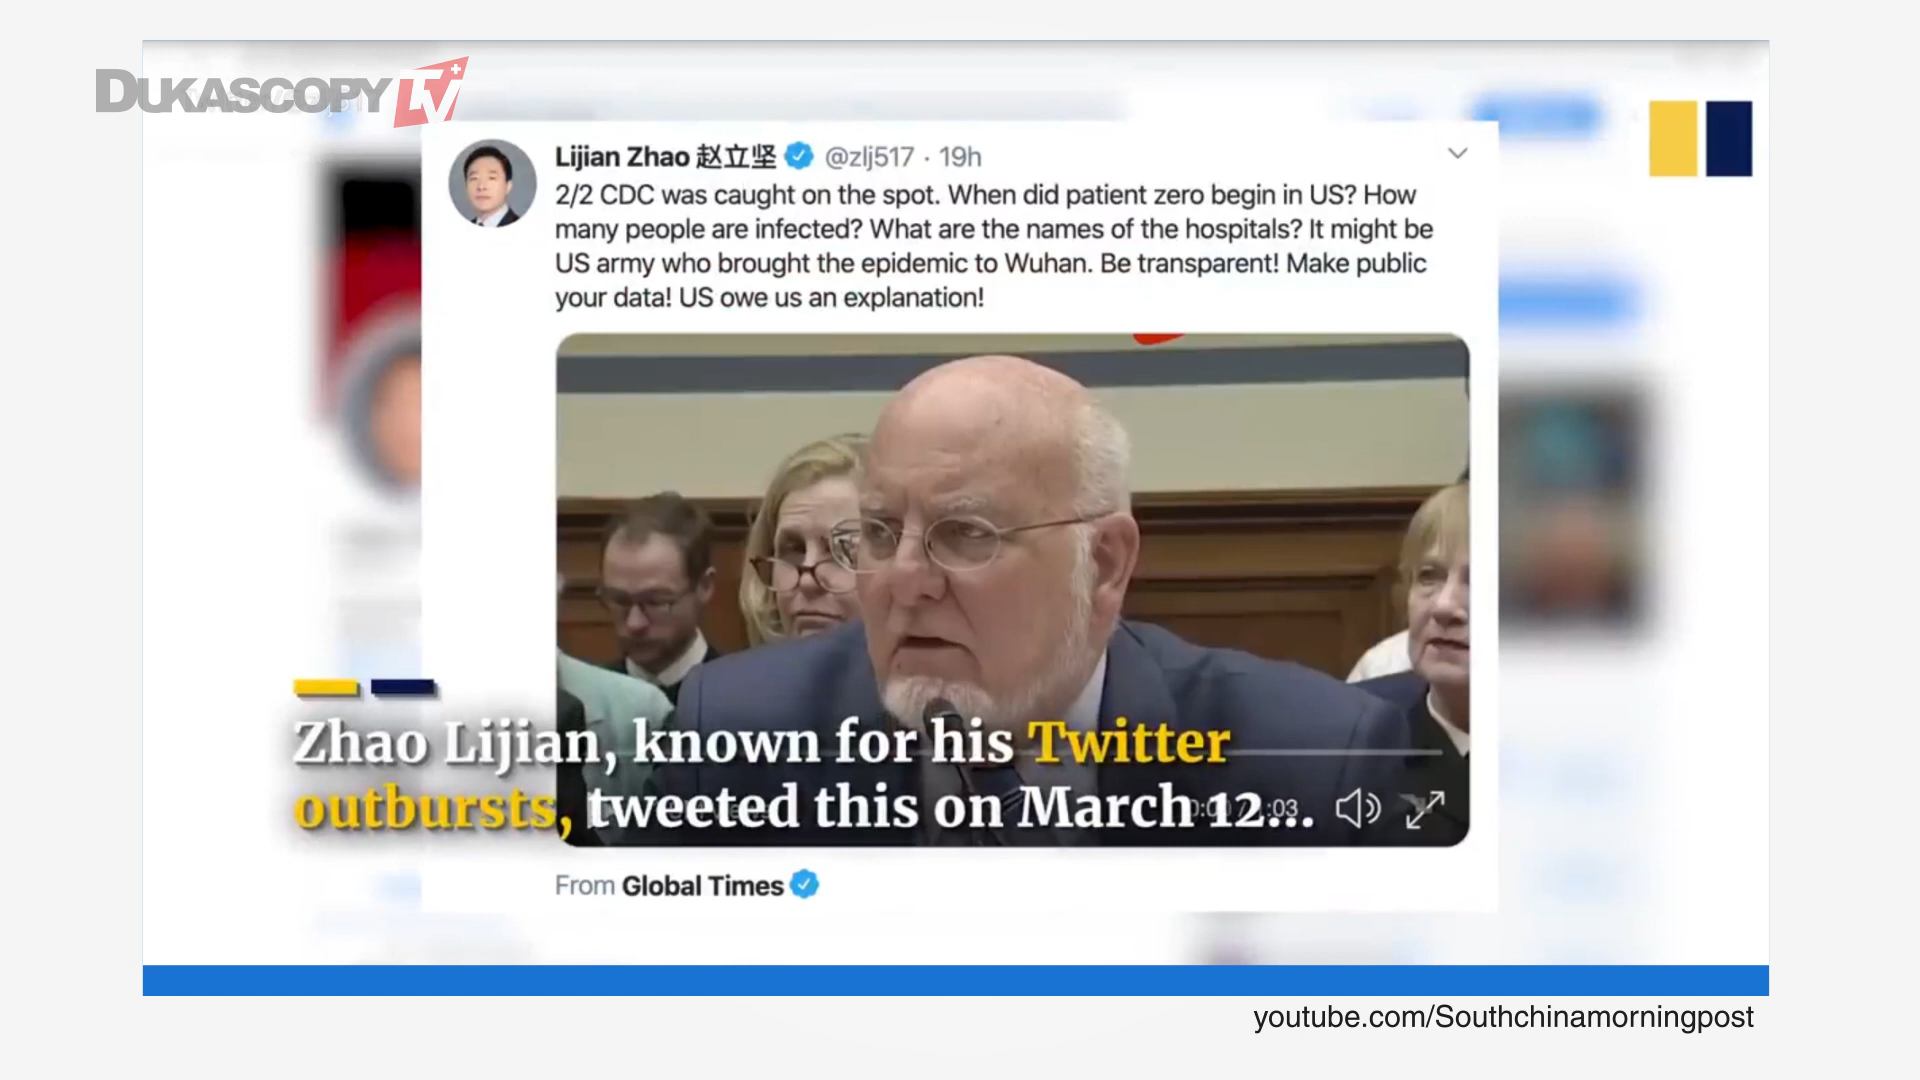 DUKASCOPY TV
Lijian Zhao 赵立坚 @zlj517 · 19h
2/2 CDC was caught on the spot. When did patient zero begin in US? How
many people are infected? What are the names of the hospitals? It might be
US army who brought the epidemic to Wuhan. Be transparent! Make public
your data! US owe us an explanation!
Zhao Lijian, known for his Twitter
outbursts, tweeted this on March 12...
From Global Times
youtube.com/Southchinamorningpost